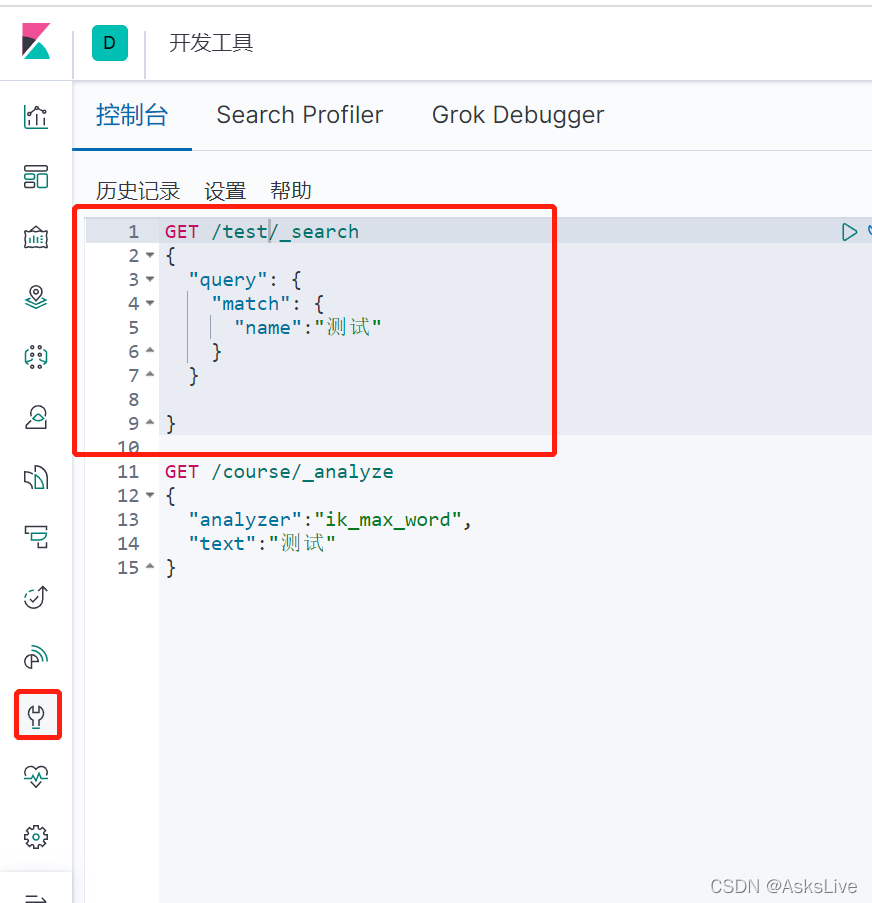 D 开发工具
控制台 Search Profiler Grok Debugger
历史记录 设置 帮助
1 GET /test/_search
2 {
3 "query": {
4 "match": {
5 "name":"测试"
6 }
7 }
8
9 }
10
11 GET /course/_analyze
12 {
13 "analyzer":"ik_max_word",
14 "text":"测试"
15 }
CSDN @AsksLive